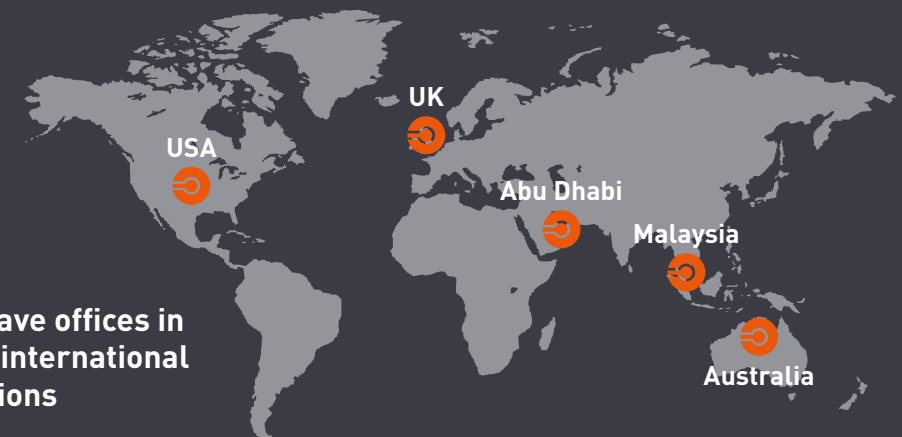 UK
USA
Abu Dhabi
Malaysia
ave offices in
international
ions
Australia